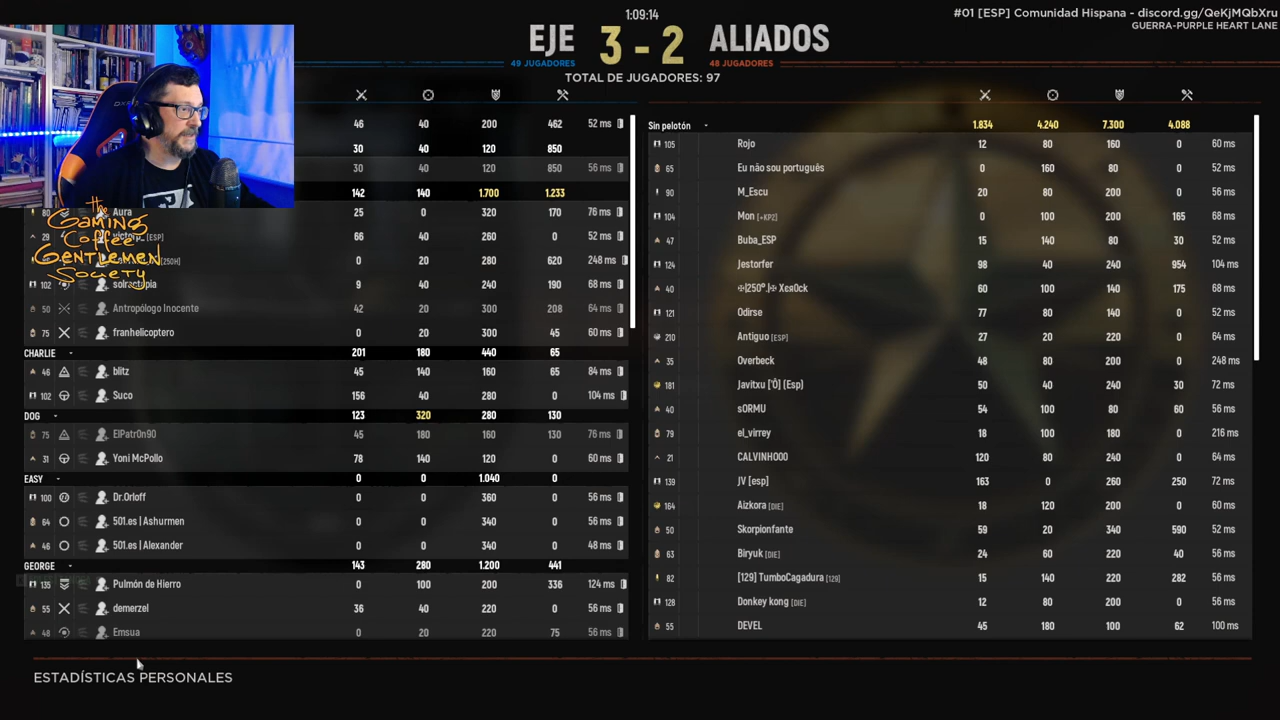 1:09:14
#01 [ESP] Comunidad Hispana - discord.gg/QeKjMQbXru
GUERRA-PURPLE HEART LANE
EJE 3 - 2 ALIADOS
49 JUGADORES 48 JUGADORES
TOTAL DE JUGADORES: 97
46 40 200 462 52 ms
30 40 120 850
30 40 120 850 56 ms
142 140 1.700 1.233
80 Aura 25 0 320 170 76 ms
29 [ESP] 66 40 260 0 52 ms
[250H] 0 20 280 620 248 ms
102 9 40 240 190 68 ms
50 Antropólogo Inocente 42 20 300 208 64 ms
75 franhelicoptero 0 20 300 45 60 ms
CHARLIE 201 180 440 65
46 blitz 45 140 160 65 84 ms
102 Suco 156 40 280 0 104 ms
DOG 123 320 280 130
75 ElPatr0n90 45 180 160 130 76 ms
31 Yoni McPollo 78 140 120 0 60 ms
EASY 0 0 1.040 0
100 Dr.Orloff 0 0 360 0 56 ms
64 501.es | Ashurmen 0 0 340 0 56 ms
46 501.es | Alexander 0 0 340 0 48 ms
GEORGE 143 280 1.200 441
135 Pulmón de Hierro 0 100 200 336 124 ms
55 demerzel 36 40 220 0 56 ms
48 Emsua 0 20 220 75 56 ms
Sin pelotón 1.834 4.240 7.300 4.088
105 Rojo 12 80 160 0 60 ms
65 Eu não sou português 0 160 80 0 52 ms
90 M_Escu 20 80 200 0 56 ms
104 Mon [+KPZ] 0 100 200 165 68 ms
47 Buba_ESP 15 140 80 30 52 ms
124 Jestorfer 98 40 240 954 104 ms
40 ✠|250º.|✠ XeяOck 60 100 140 175 68 ms
121 Odirse 77 80 140 0 52 ms
210 Antiguo [ESP] 27 20 200 0 64 ms
35 Overbeck 48 80 200 0 248 ms
181 Javitxu ['Ô] [Esp] 50 40 240 30 72 ms
40 sORMU 54 100 80 60 56 ms
79 el_virrey 18 100 180 0 216 ms
21 CALVINHO00 120 80 240 0 64 ms
139 JV [esp] 163 0 260 250 72 ms
164 Aizkora [DIE] 18 120 200 0 60 ms
50 Skorpionfante 59 20 340 590 52 ms
63 Biryuk [DIE] 24 60 220 40 56 ms
82 [129] TumboCagadura [129] 15 140 220 282 56 ms
128 Donkey kong [DIE] 12 80 200 0 56 ms
55 DEVEL 45 180 100 62 100 ms
the
GAMING
COFFEE
GENTLEMEN
SOCIETY
ESTADÍSTICAS PERSONALES